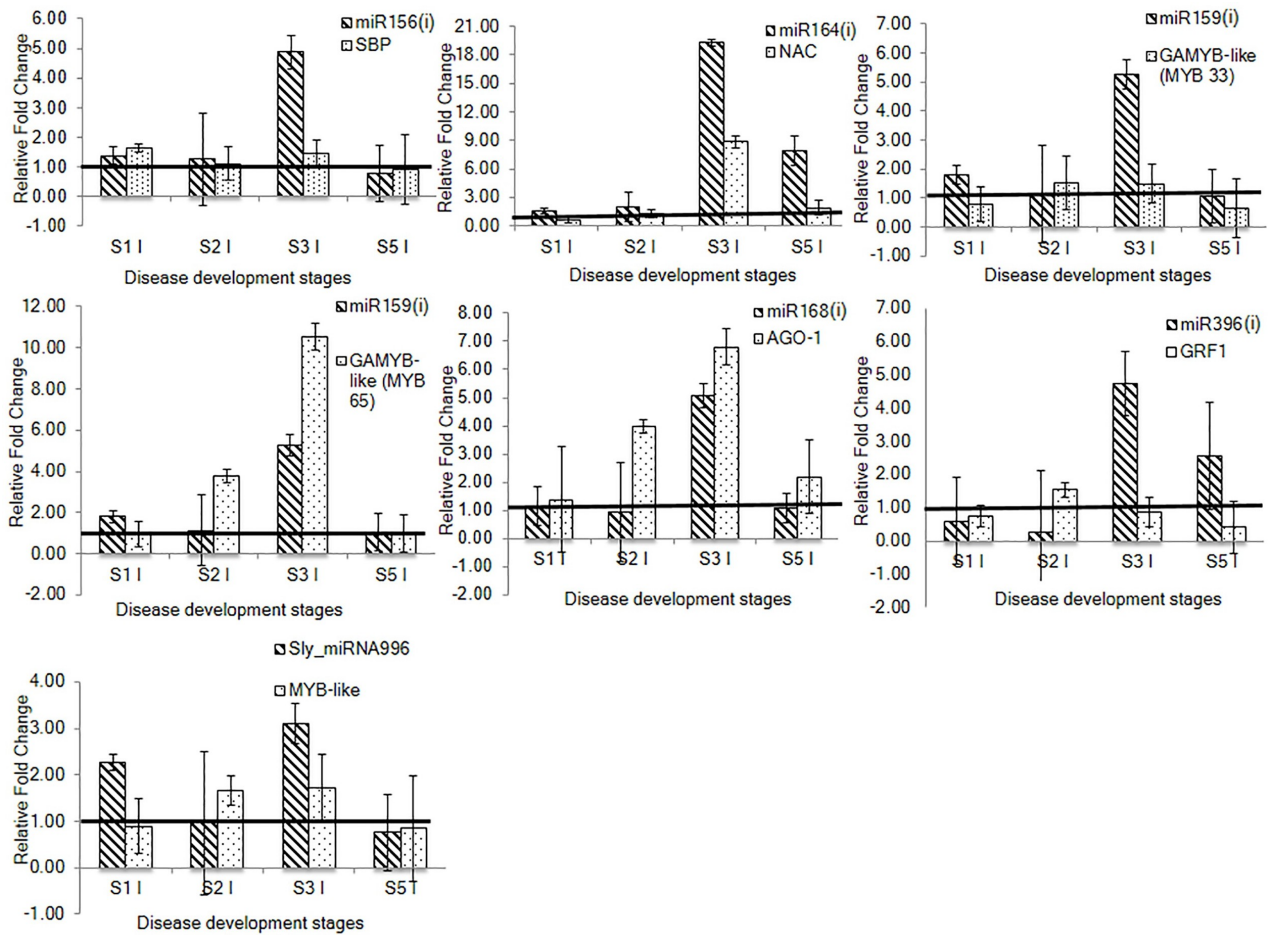 miR156(i)
SBP
Relative Fold Change
6.00
5.00
4.00
3.00
2.00
1.00
0.00
-1.00
S1 I S2 I S3 I S5 I
Disease development stages
miR164(i)
NAC
Relative Fold Change
21.00
18.00
15.00
12.00
9.00
6.00
3.00
0.00
S1 I S2 I S3 I S5 I
Disease development stages
miR159(i)
GAMYB-like
(MYB 33)
Relative Fold Change
7.00
6.00
5.00
4.00
3.00
2.00
1.00
0.00
-1.00
S1 I S2 I S3 I S5 I
Disease development stages
miR159(i)
GAMYB-
like (MYB
65)
Relative Fold Change
12.00
10.00
8.00
6.00
4.00
2.00
0.00
-2.00
S1 I S2 I S3 I S5 I
Disease development stages
miR168(i)
AGO-1
Relative Fold Change
8.00
7.00
6.00
5.00
4.00
3.00
2.00
1.00
0.00
-1.00
-2.00
S1 I S2 I S3 I S5 I
Disease development stages
miR396(i)
GRF1
Relative Fold Change
7.00
6.00
5.00
4.00
3.00
2.00
1.00
0.00
-1.00
-2.00
S1 I S2 I S3 I S5 I
Disease development stages
Sly_miRNA996
MYB-like
Relative Fold Change
4.00
3.00
2.00
1.00
0.00
-1.00
S1 I S2 I S3 I S5 I
Disease development stages